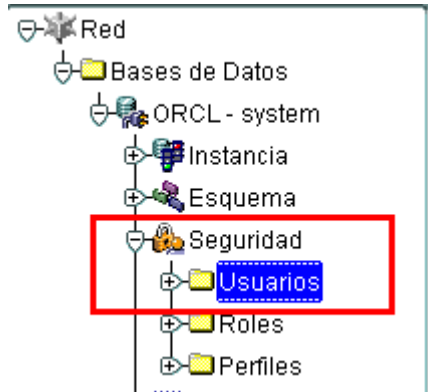 Red
Bases de Datos
ORCL - system
Instancia
Esquema
Seguridad
Usuarios
Roles
Perfiles